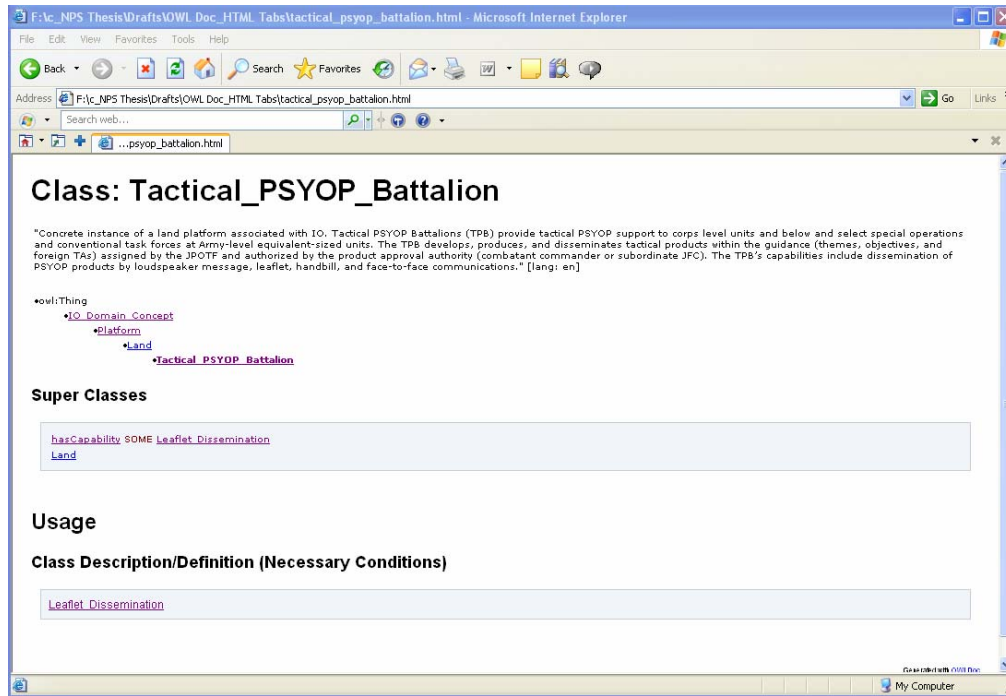 F:\c_NPS Thesis\Drafts\OWL Doc_HTML Tabs\tactical_psyop_battalion.html - Microsoft Internet Explorer
File Edit View Favorites Tools Help
Back Search Favorites
Address F:\c_NPS Thesis\Drafts\OWL Doc_HTML Tabs\tactical_psyop_battalion.html Go Links
Search web...
...psyop_battalion.html
Class: Tactical_PSYOP_Battalion
"Concrete instance of a land platform associated with IO. Tactical PSYOP Battalions (TPB) provide tactical PSYOP support to corps level units and below and select special operations
and conventional task forces at Army-level equivalent-sized units. The TPB develops, produces, and disseminates tactical products within the guidance (themes, objectives, and
foreign TAs) assigned by the JPOTF and authorized by the product approval authority (combatant commander or subordinate JFC). The TPB's capabilities include dissemination of
PSYOP products by loudspeaker message, leaflet, handbill, and face-to-face communications." [lang: en]
•owl:Thing
•IO_Domain_Concept
•Platform
•Land
•Tactical_PSYOP_Battalion
Super Classes
hasCapability SOME Leaflet_Dissemination
Land
Usage
Class Description/Definition (Necessary Conditions)
Leaflet_Dissemination
Generated with OWLDoc
My Computer